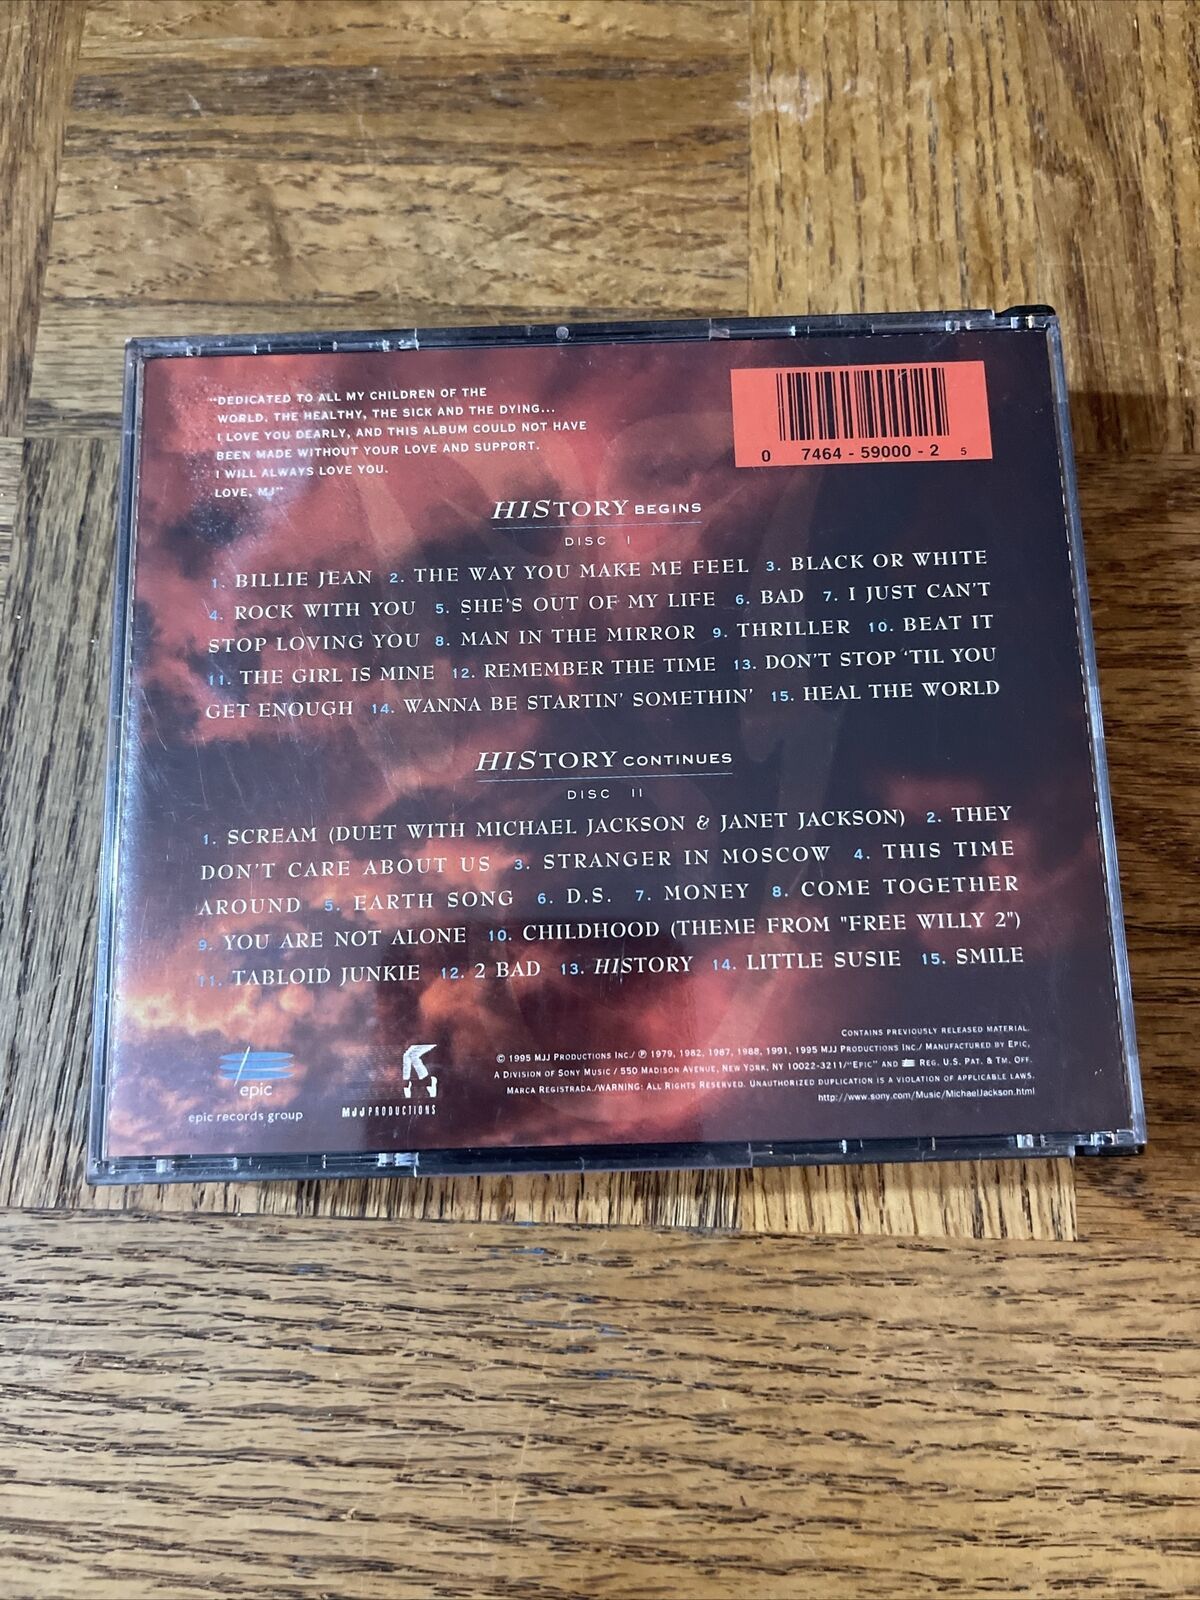 "DEDICATED TO ALL MY CHILDREN OF THE
WORLD. THE HEALTHY, THE SICK AND THE DYING...
I LOVE YOU DEARLY, AND THIS ALBUM COULD NOT HAVE
BEEN MADE WITHOUT YOUR LOVE AND SUPPORT.
I WILL ALWAYS LOVE YOU.
LOVE, MJ"
0 7464 - 59000 - 2 5
HISTORY BEGINS
DISC I
1. BILLIE JEAN 2. THE WAY YOU MAKE ME FEEL 3. BLACK OR WHITE
4. ROCK WITH YOU 5. SHE'S OUT OF MY LIFE 6. BAD 7. I JUST CAN'T
STOP LOVING YOU 8. MAN IN THE MIRROR 9. THRILLER 10. BEAT IT
11. THE GIRL IS MINE 12. REMEMBER THE TIME 13. DON'T STOP 'TIL YOU
GET ENOUGH 14. WANNA BE STARTIN' SOMETHIN' 15. HEAL THE WORLD
HISTORY CONTINUES
DISC II
1. SCREAM (DUET WITH MICHAEL JACKSON & JANET JACKSON) 2. THEY
DON'T CARE ABOUT US 3. STRANGER IN MOSCOW 4. THIS TIME
AROUND 5. EARTH SONG 6. D.S. 7. MONEY 8. COME TOGETHER
9. YOU ARE NOT ALONE 10. CHILDHOOD (THEME FROM "FREE WILLY 2")
11. TABLOID JUNKIE 12. 2 BAD 13. HISTORY 14. LITTLE SUSIE 15. SMILE
epic
epic records group
MJJ PRODUCTIONS
CONTAINS PREVIOUSLY RELEASED MATERIAL.
© 1995 MJJ PRODUCTIONS INC./ ℗ 1979, 1982, 1987, 1988, 1991, 1995 MJJ PRODUCTIONS INC./ MANUFACTURED BY EPIC,
A DIVISION OF SONY MUSIC / 550 MADISON AVENUE, NEW YORK, NY 10022-3211/"EPIC" AND REG. U.S. PAT. & TM. OFF.
MARCA REGISTRADA./WARNING: ALL RIGHTS RESERVED. UNAUTHORIZED DUPLICATION IS A VIOLATION OF APPLICABLE LAWS.
http://www.sony.com/Music/MichaelJackson.html